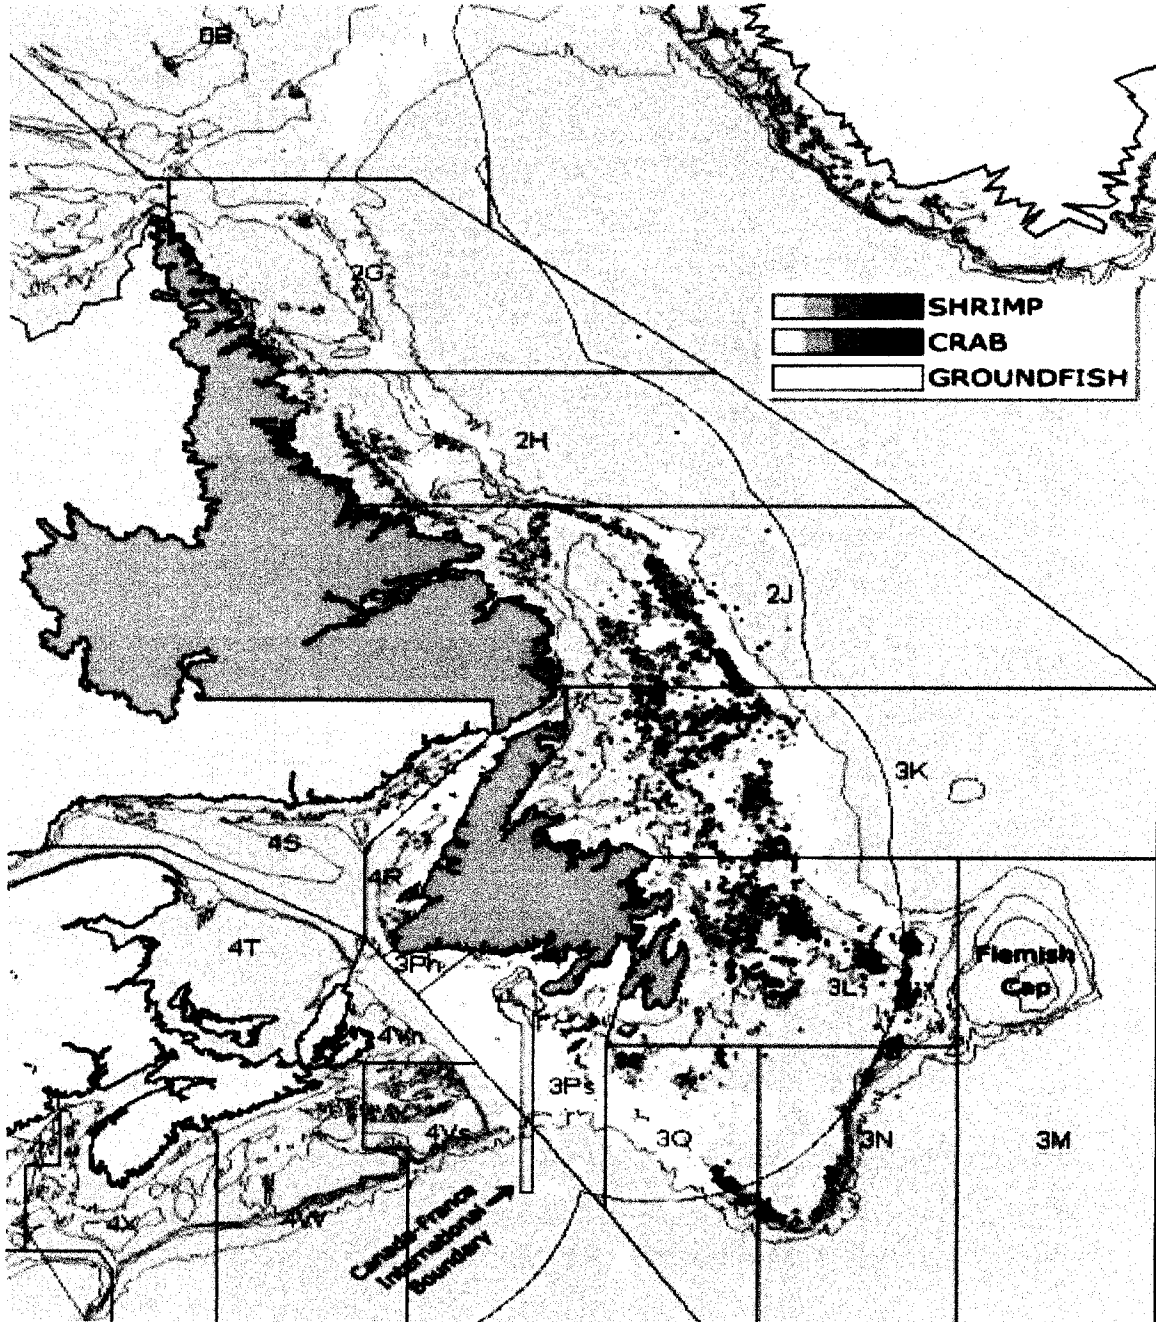 0B
2G
SHRIMP
CRAB
GROUNDFISH
2H
2J
3K
4S
4R
4T
3Pn
Flemish
Cap
3L
4Vn
3Ps
4Vs
3O
3N
3M
4X
4W
Canada-France
International
Boundary